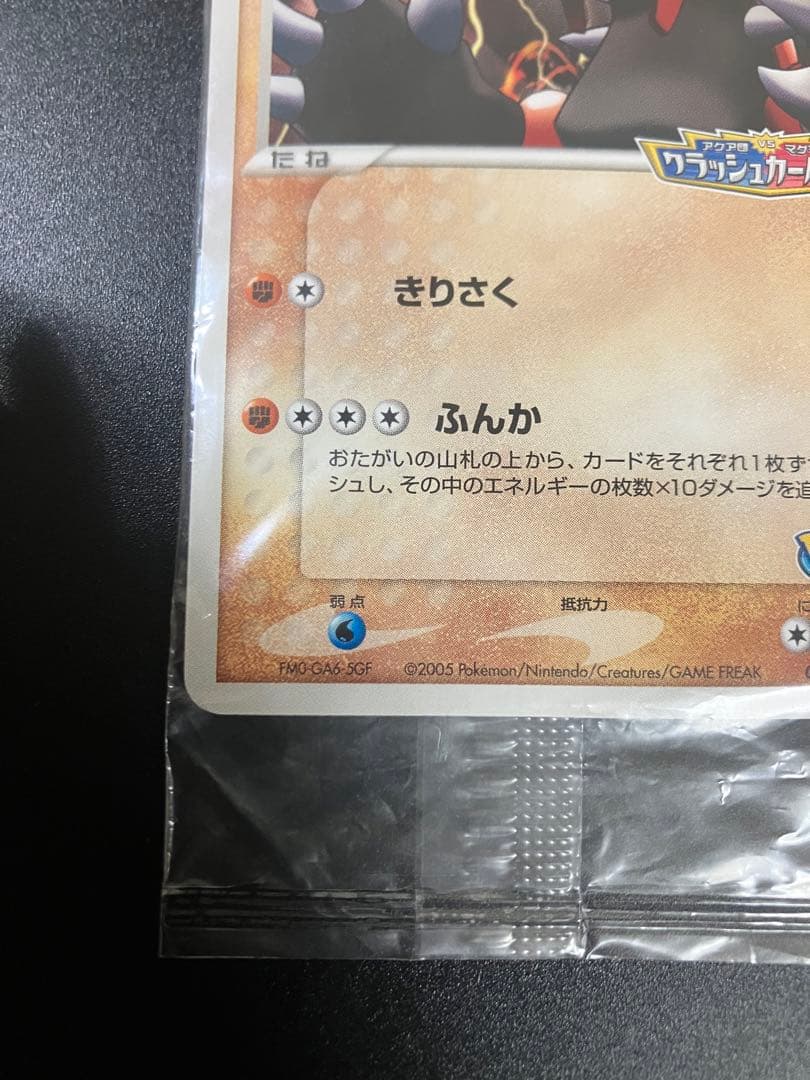 たね
アクア団 VS マグ
クラッシュカー
きりさく
ふんか
おたがいの山札の上から、カードをそれぞれ1枚ず
シュし、その中のエネルギーの枚数×10ダメージを追
弱点
抵抗力
に
FM0-GA6-5GF ©2005 Pokémon/Nintendo/Creatures/GAME FREAK